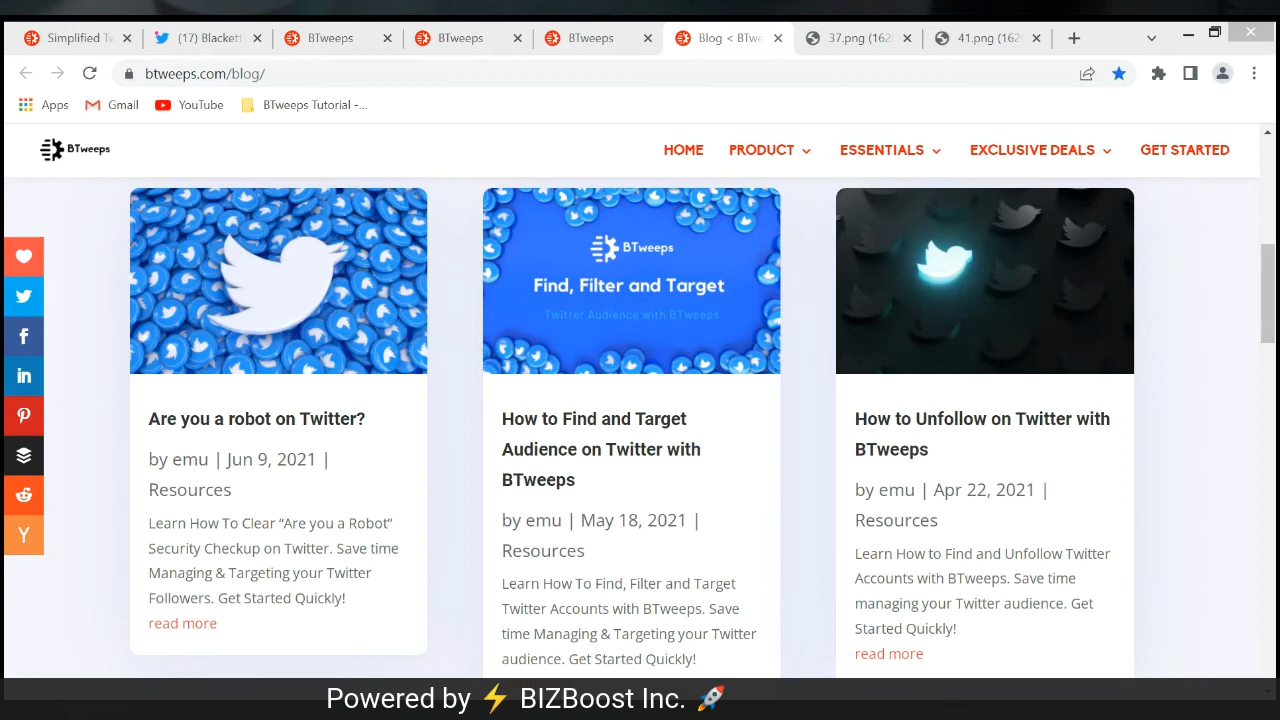 Simplified Tw
(17) Blackett
BTweeps
BTweeps
BTweeps
Blog < BTwe
37.png (162
41.png (162
btweeps.com/blog/
Apps
Gmail
YouTube
BTweeps Tutorial -...
BTweeps
HOME
PRODUCT
ESSENTIALS
EXCLUSIVE DEALS
GET STARTED
BTweeps
Find, Filter and Target
Twitter Audience with BTweeps
Are you a robot on Twitter?
by emu | Jun 9, 2021 |
Resources
Learn How To Clear “Are you a Robot“
Security Checkup on Twitter. Save time
Managing & Targeting your Twitter
Followers. Get Started Quickly!
read more
How to Find and Target
Audience on Twitter with
BTweeps
by emu | May 18, 2021 |
Resources
Learn How To Find, Filter and Target
Twitter Accounts with BTweeps. Save
time Managing & Targeting your Twitter
audience. Get Started Quickly!
How to Unfollow on Twitter with
BTweeps
by emu | Apr 22, 2021 |
Resources
Learn How to Find and Unfollow Twitter
Accounts with BTweeps. Save time
managing your Twitter audience. Get
Started Quickly!
read more
Powered by ⚡ BIZBoost Inc. 🚀